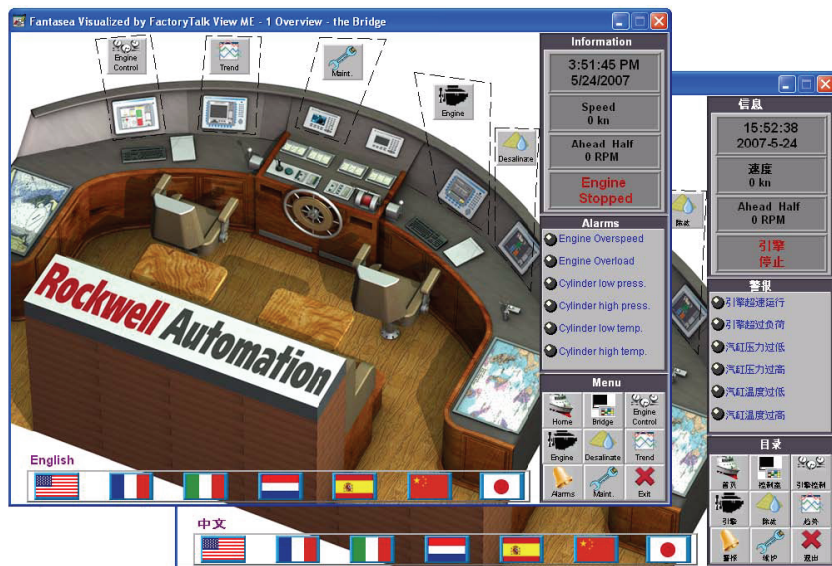 Fantasea Visualized by FactoryTalk View ME - 1 Overview - the Bridge
Engine
Control
Trend
Maint.
Engine
Desalinate
Rockwell Automation
Information
3:51:45 PM
5/24/2007
Speed
0 kn
Ahead Half
0 RPM
Engine
Stopped
Alarms
Engine Overspeed
Engine Overload
Cylinder low press.
Cylinder high press.
Cylinder low temp.
Cylinder high temp.
Menu
Home
Bridge
Engine
Control
Engine
Desalinate
Trend
Alarms
Maint.
Exit
English
信息
15:52:38
2007-5-24
速度
0 kn
Ahead Half
0 RPM
引擎
停止
除盐
警报
引擎超速运行
引擎超过负荷
汽缸压力过低
汽缸压力过高
汽缸温度过低
汽缸温度过高
目录
首页
控制室
引擎控制
引擎
除盐
趋势
警报
维护
退出
中文